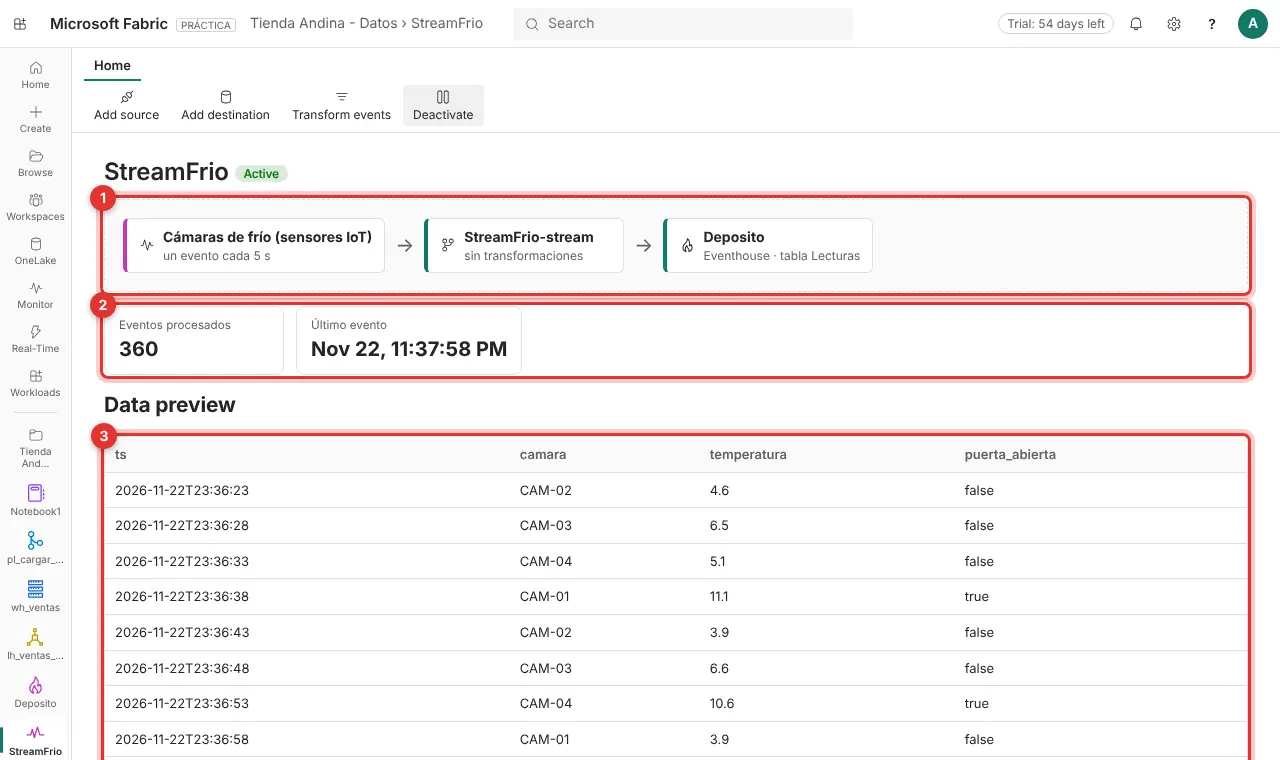 Microsoft Fabric PRÁCTICA Tienda Andina - Datos › StreamFrio Search Trial: 54 days left ? A
Home
Create
Browse
Workspaces
OneLake
Monitor
Real-Time
Workloads
Tienda
And...
Notebook1
pl_cargar_...
wh_ventas
lh_ventas_...
Deposito
StreamFrio
Home
Add source Add destination Transform events Deactivate
StreamFrio Active
1
Cámaras de frío (sensores IoT)
un evento cada 5 s
StreamFrio-stream
sin transformaciones
Deposito
Eventhouse · tabla Lecturas
2
Eventos procesados
360
Último evento
Nov 22, 11:37:58 PM
Data preview
3
ts camara temperatura puerta_abierta
2026-11-22T23:36:23 CAM-02 4.6 false
2026-11-22T23:36:28 CAM-03 6.5 false
2026-11-22T23:36:33 CAM-04 5.1 false
2026-11-22T23:36:38 CAM-01 11.1 true
2026-11-22T23:36:43 CAM-02 3.9 false
2026-11-22T23:36:48 CAM-03 6.6 false
2026-11-22T23:36:53 CAM-04 10.6 true
2026-11-22T23:36:58 CAM-01 3.9 false